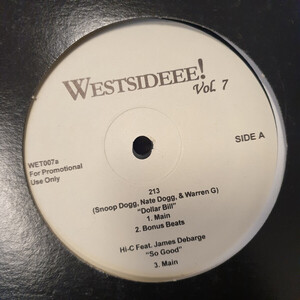 WESTSIDEEE!
Vol. 7
SIDE A
WET007a
For Promotional
Use Only
213
(Snoop Dogg, Nate Dogg, & Warren G)
"Dollar Bill"
1. Main
2. Bonus Beats
Hi-C Feat. James Debarge
"So Good"
3. Main